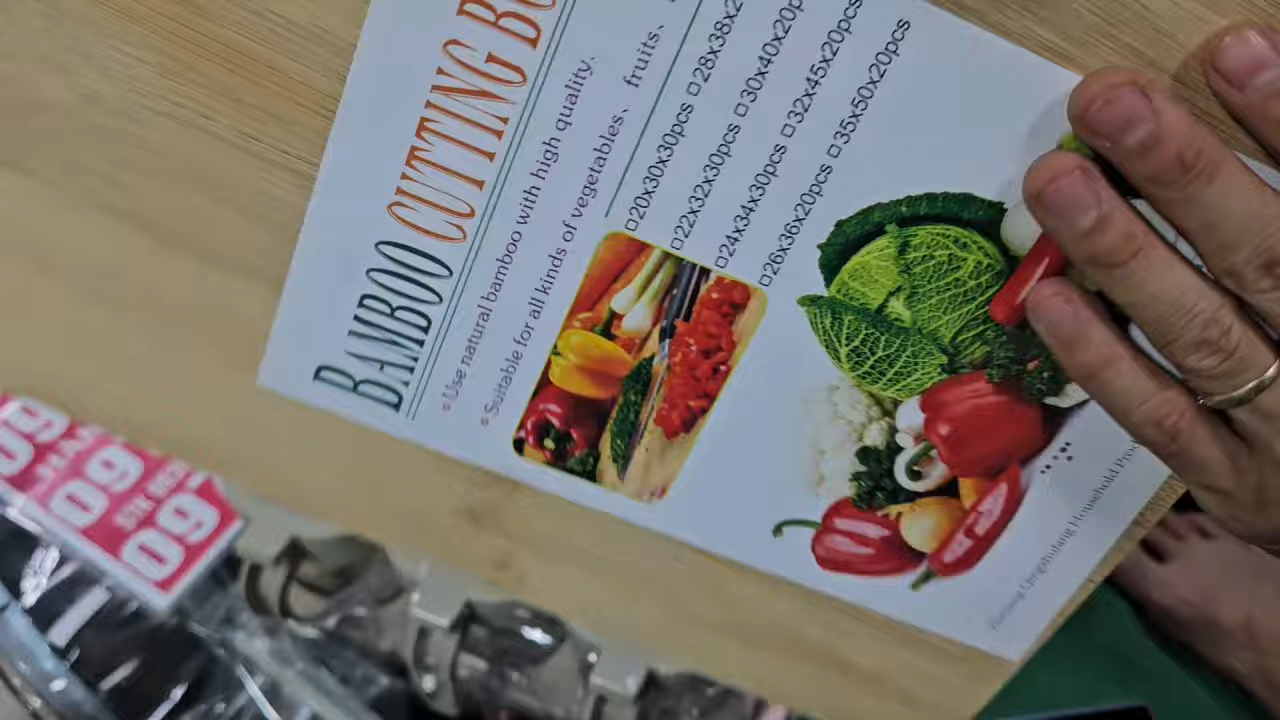 BAMBOO CUTTING
Use natural bamboo with high quality.
Suitable for all kinds of vegetables、 fruits、
□20x30x30pcs □28x38x2
□22x32x30pcs □30x40x20p
□24x34x30pcs □32x45x20pcs
□26x36x20pcs □35x50x20pcs
Household
09
09
09